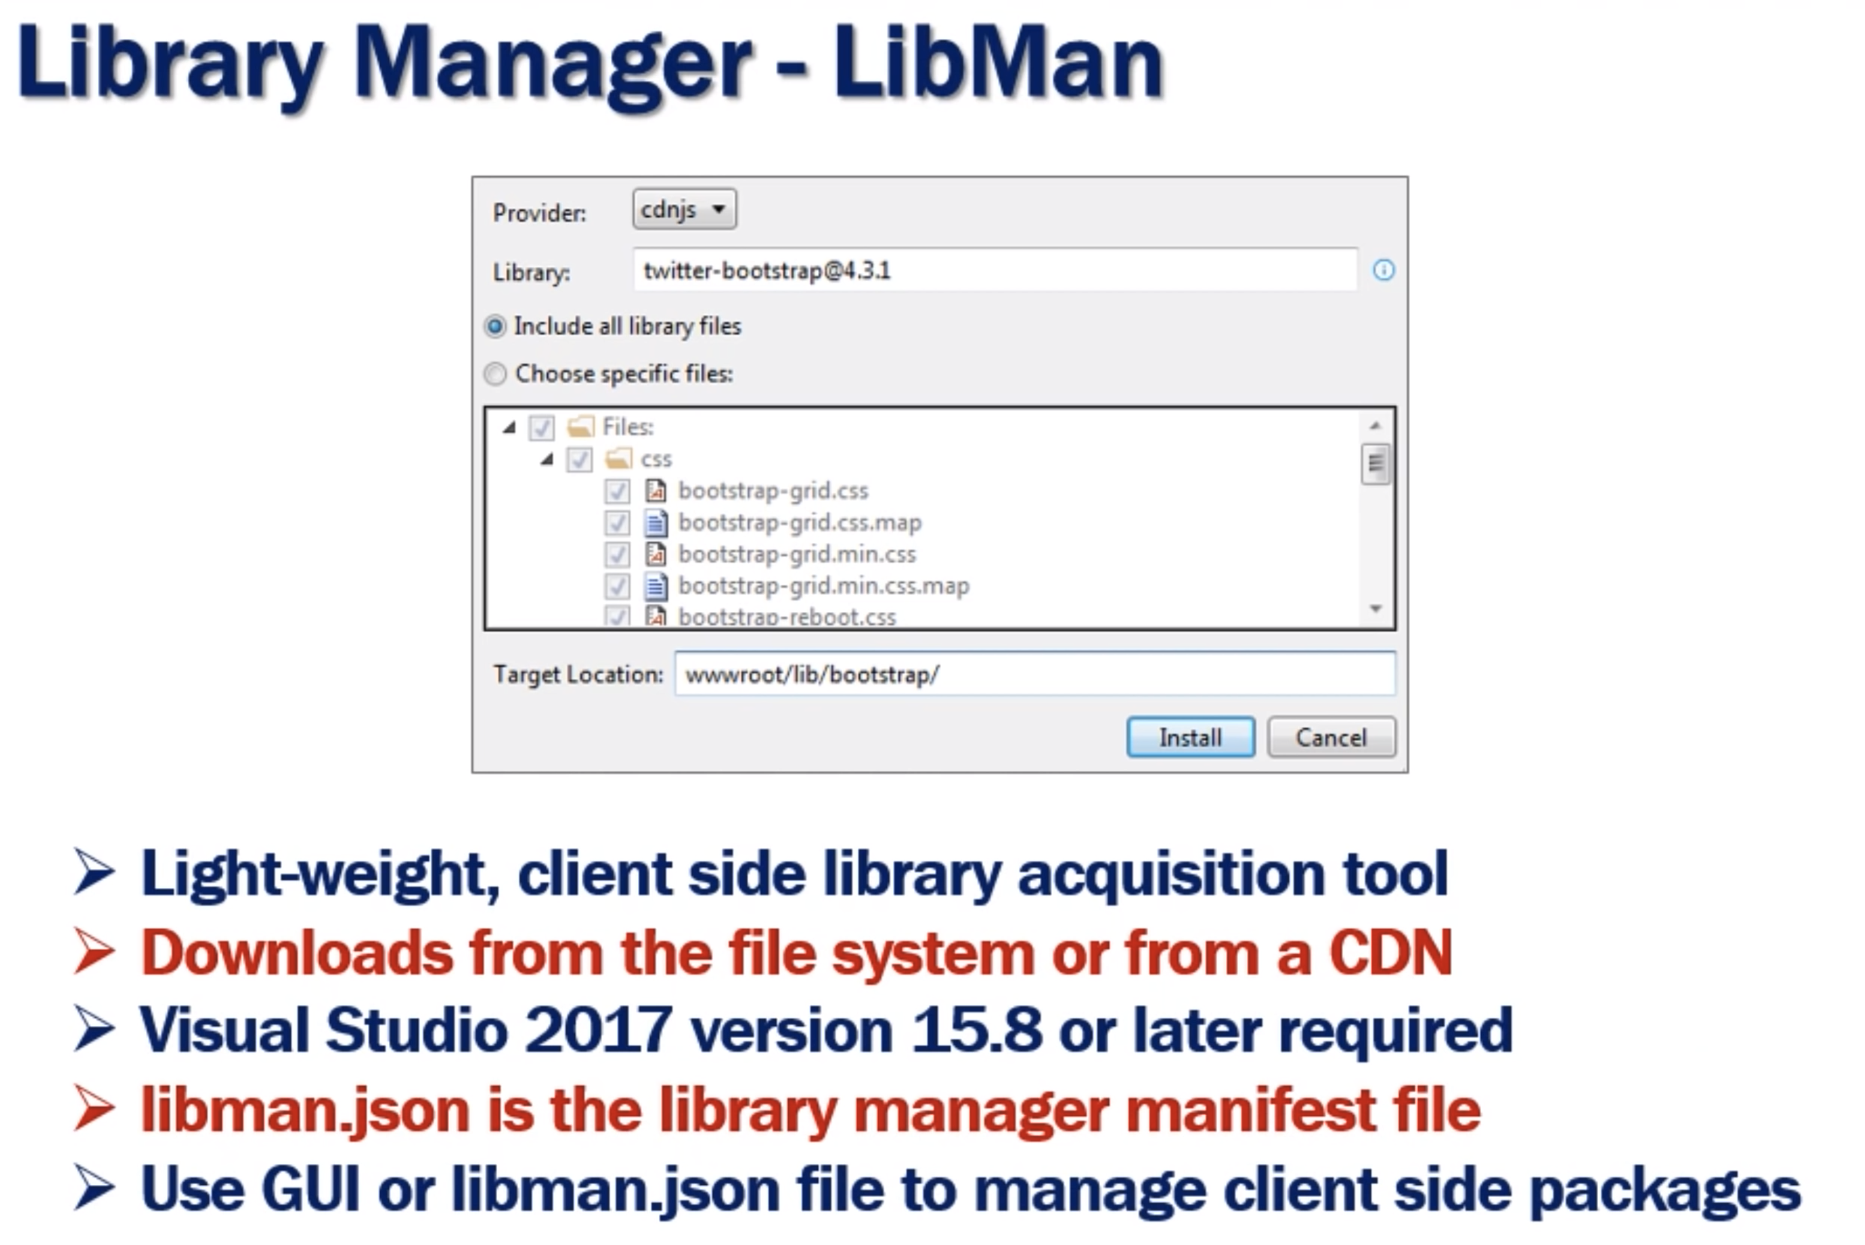 Library Manager - LibMan
Provider: cdnjs
Library: twitter-bootstrap@4.3.1
Include all library files
Choose specific files:
Files:
css
bootstrap-grid.css
bootstrap-grid.css.map
bootstrap-grid.min.css
bootstrap-grid.min.css.map
bootstrap-reboot.css
Target Location: wwwroot/lib/bootstrap/
Install Cancel
Light-weight, client side library acquisition tool
Downloads from the file system or from a CDN
Visual Studio 2017 version 15.8 or later required
libman.json is the library manager manifest file
Use GUI or libman.json file to manage client side packages